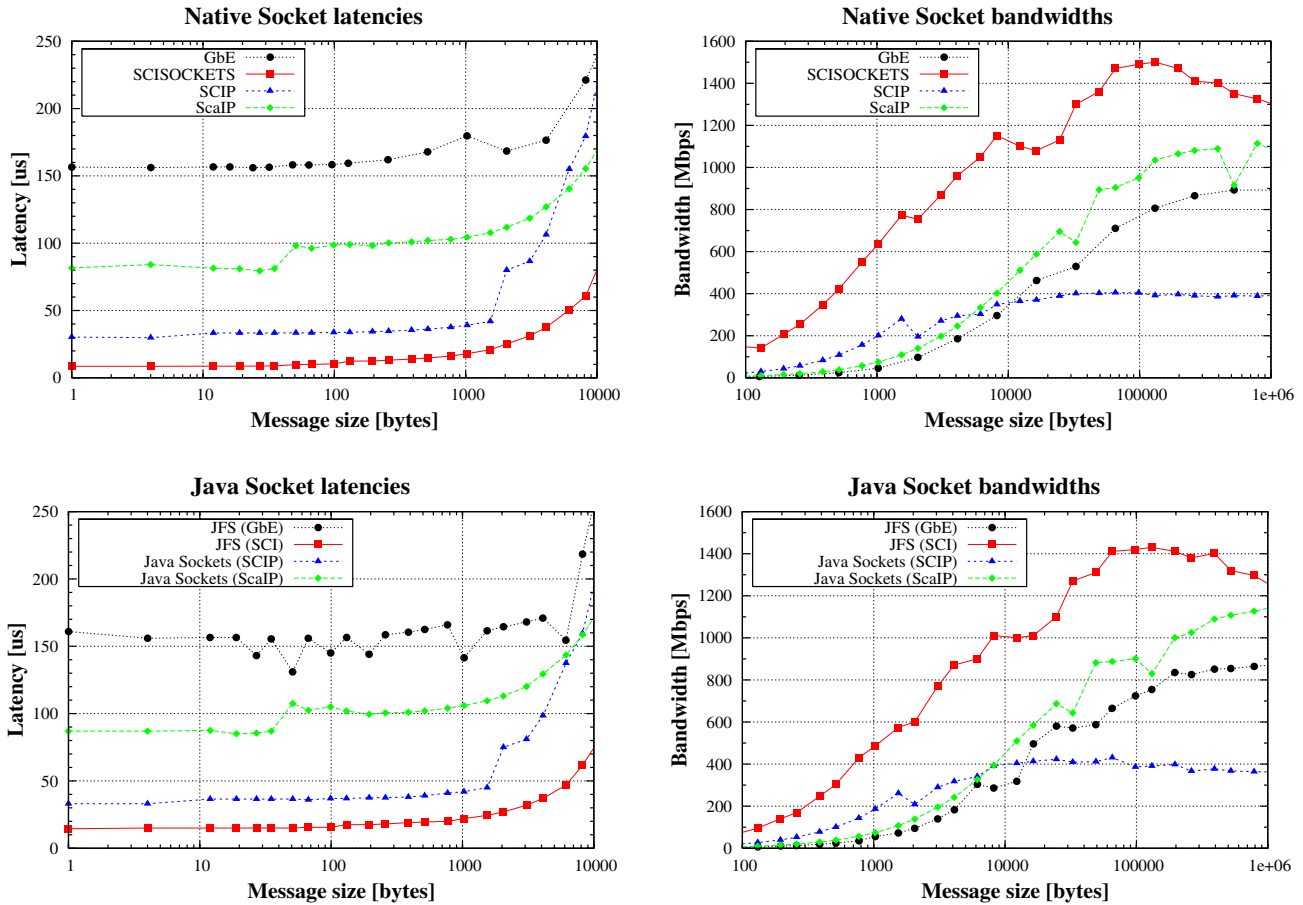 Native Socket latencies
250
200
150
100
50
0
1
10
100
1000
10000
Latency [us]
Message size [bytes]
GbE
SCISOCKETS
SCIP
ScaIP
Native Socket bandwidths
1600
1400
1200
1000
800
600
400
200
0
100
1000
10000
100000
1e+06
Bandwidth [Mbps]
Message size [bytes]
GbE
SCISOCKETS
SCIP
ScaIP
Java Socket latencies
250
200
150
100
50
0
1
10
100
1000
10000
Latency [us]
Message size [bytes]
JFS (GbE)
JFS (SCI)
Java Sockets (SCIP)
Java Sockets (ScaIP)
Java Socket bandwidths
1600
1400
1200
1000
800
600
400
200
0
100
1000
10000
100000
1e+06
Bandwidth [Mbps]
Message size [bytes]
JFS (GbE)
JFS (SCI)
Java Sockets (SCIP)
Java Sockets (ScaIP)